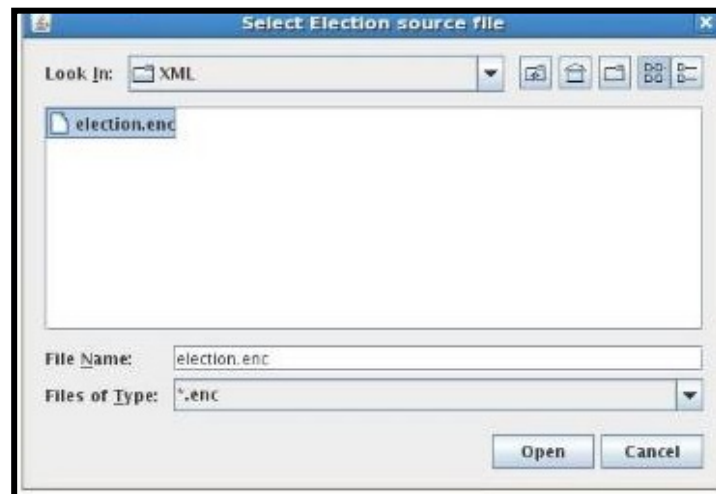 Select Election source file
Look In: XML
election.enc
File Name: election.enc
Files of Type: *.enc
Open Cancel